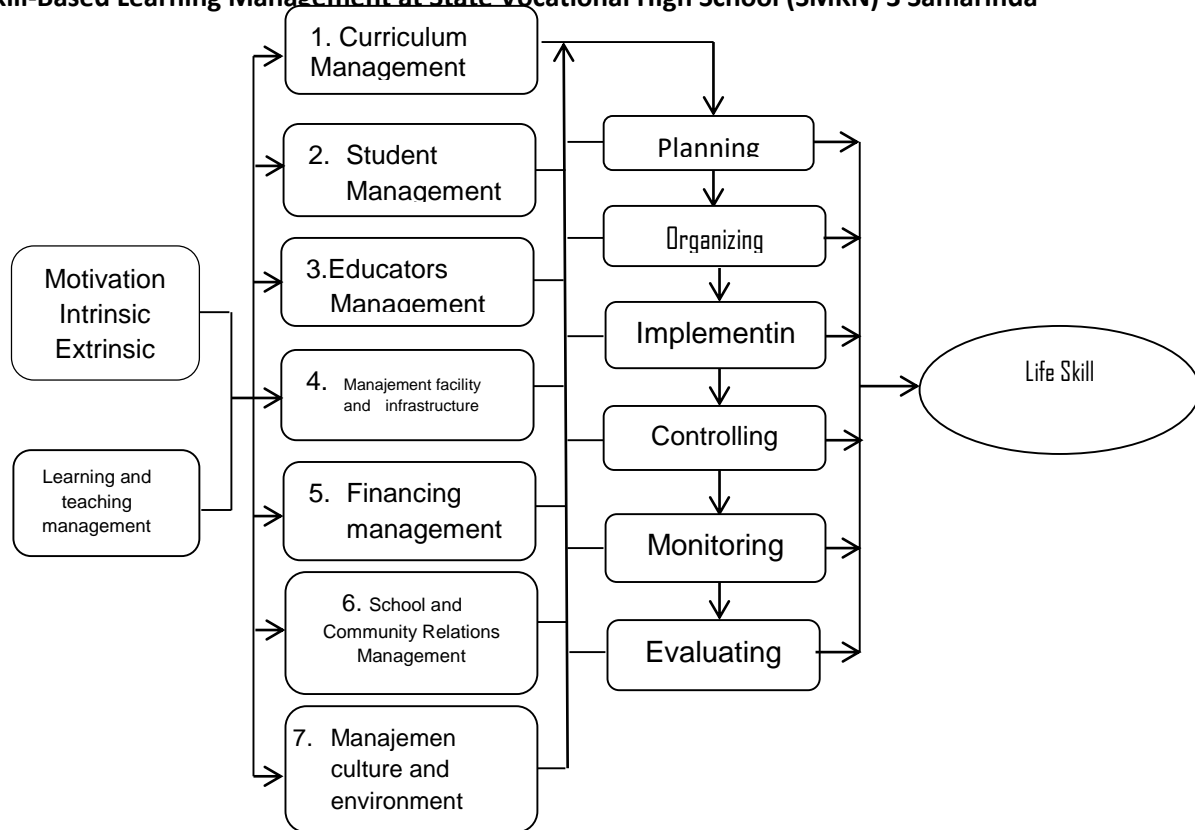 kill-Based Learning Management at State Vocational High School (SMKN) 3 Samarinda
1. Curriculum
Management
2. Student
Management
3.Educators
Management
4. Manajement facility
and infrastructure
5. Financing
management
6. School and
Community Relations
Management
7. Manajemen
culture and
environment
Motivation
Intrinsic
Extrinsic
Learning and
teaching
management
Planning
Organizing
Implementin
Controlling
Monitoring
Evaluating
Life Skill